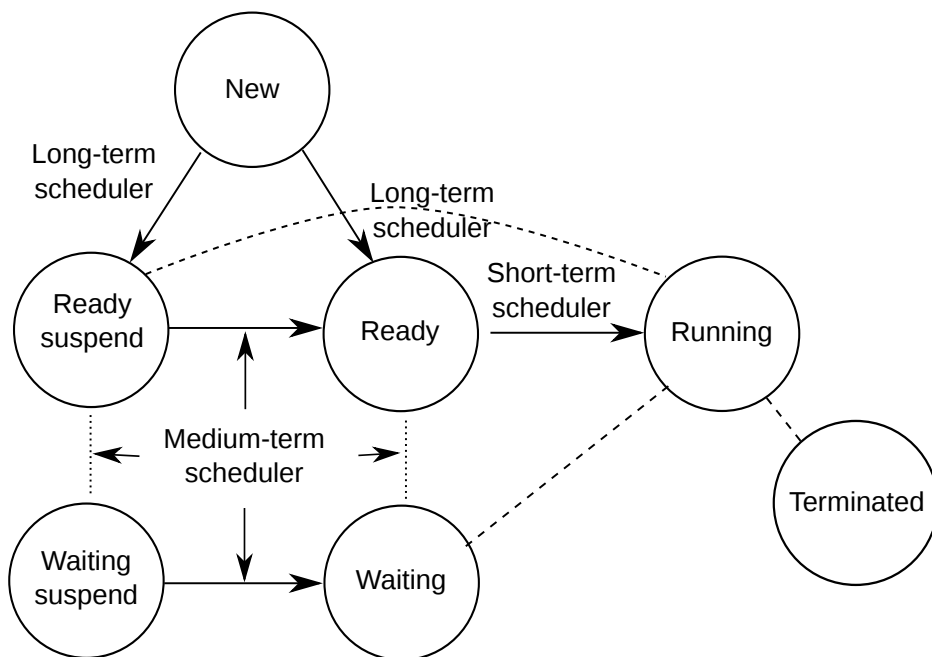 New
Long-term
scheduler
Long-term
scheduler
Ready
suspend
Ready
Short-term
scheduler
Running
Medium-term
scheduler
Terminated
Waiting
suspend
Waiting